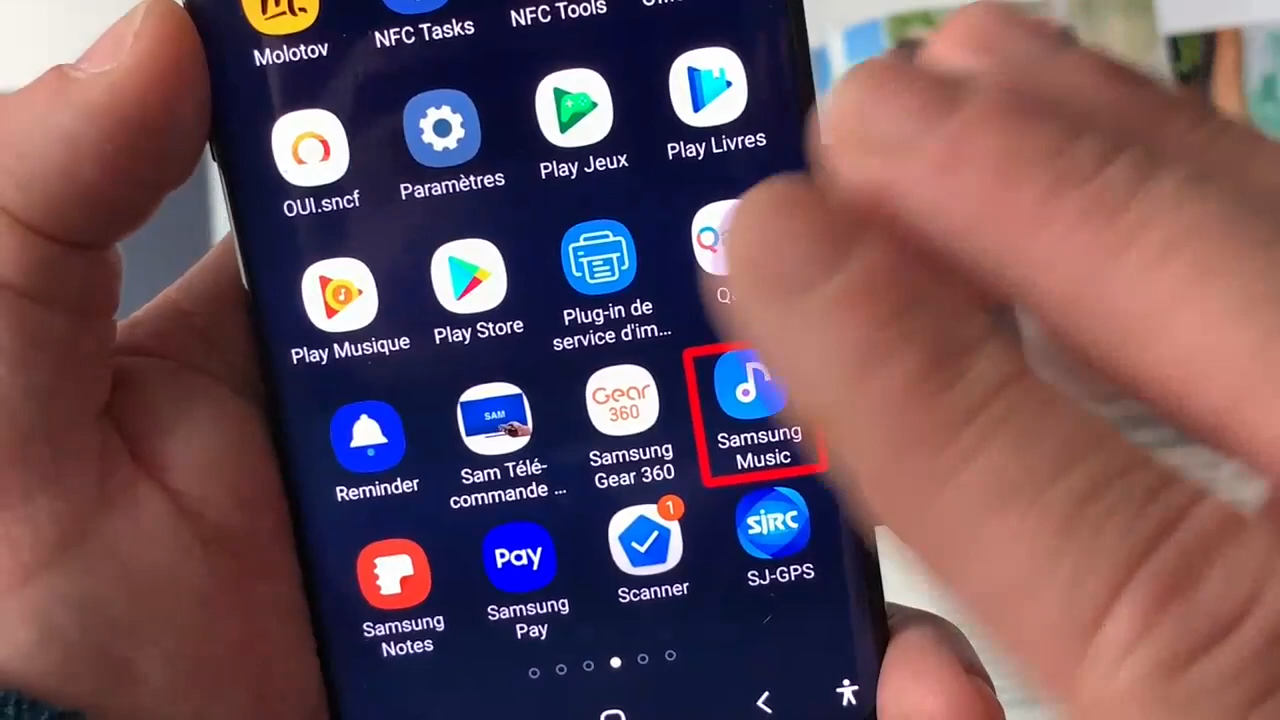 Molotov
NFC Tasks
NFC Tools
OUI.sncf
Paramètres
Play Jeux
Play Livres
Play Musique
Play Store
Plug-in de
service d'im...
Reminder
SAM
Sam Télé-
commande ...
Gear
360
Samsung
Gear 360
Samsung
Music
Samsung
Notes
Pay
Samsung
Pay
1
Scanner
SJRC
SJ-GPS